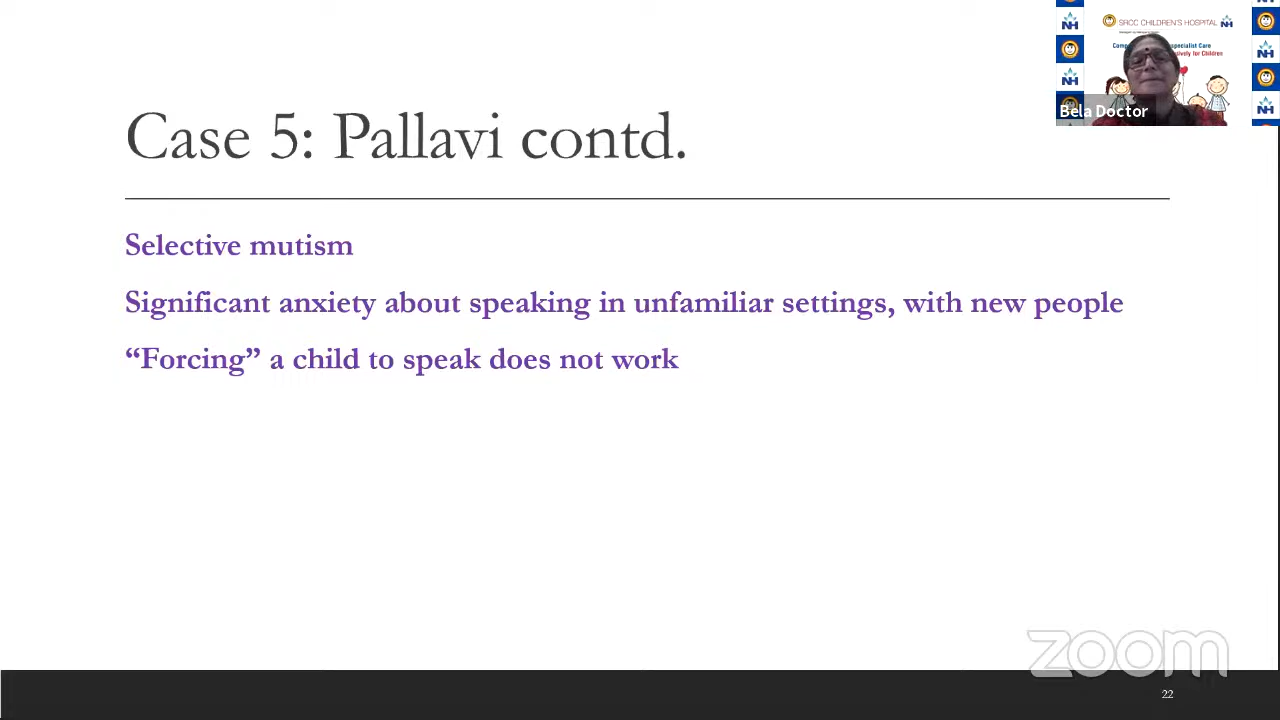 SRCC CHILDREN'S HOSPITAL
NH
Case 5: Pallavi contd.
Bela Doctor
Selective mutism
Significant anxiety about speaking in unfamiliar settings, with new people
“Forcing” a child to speak does not work
zoom
22